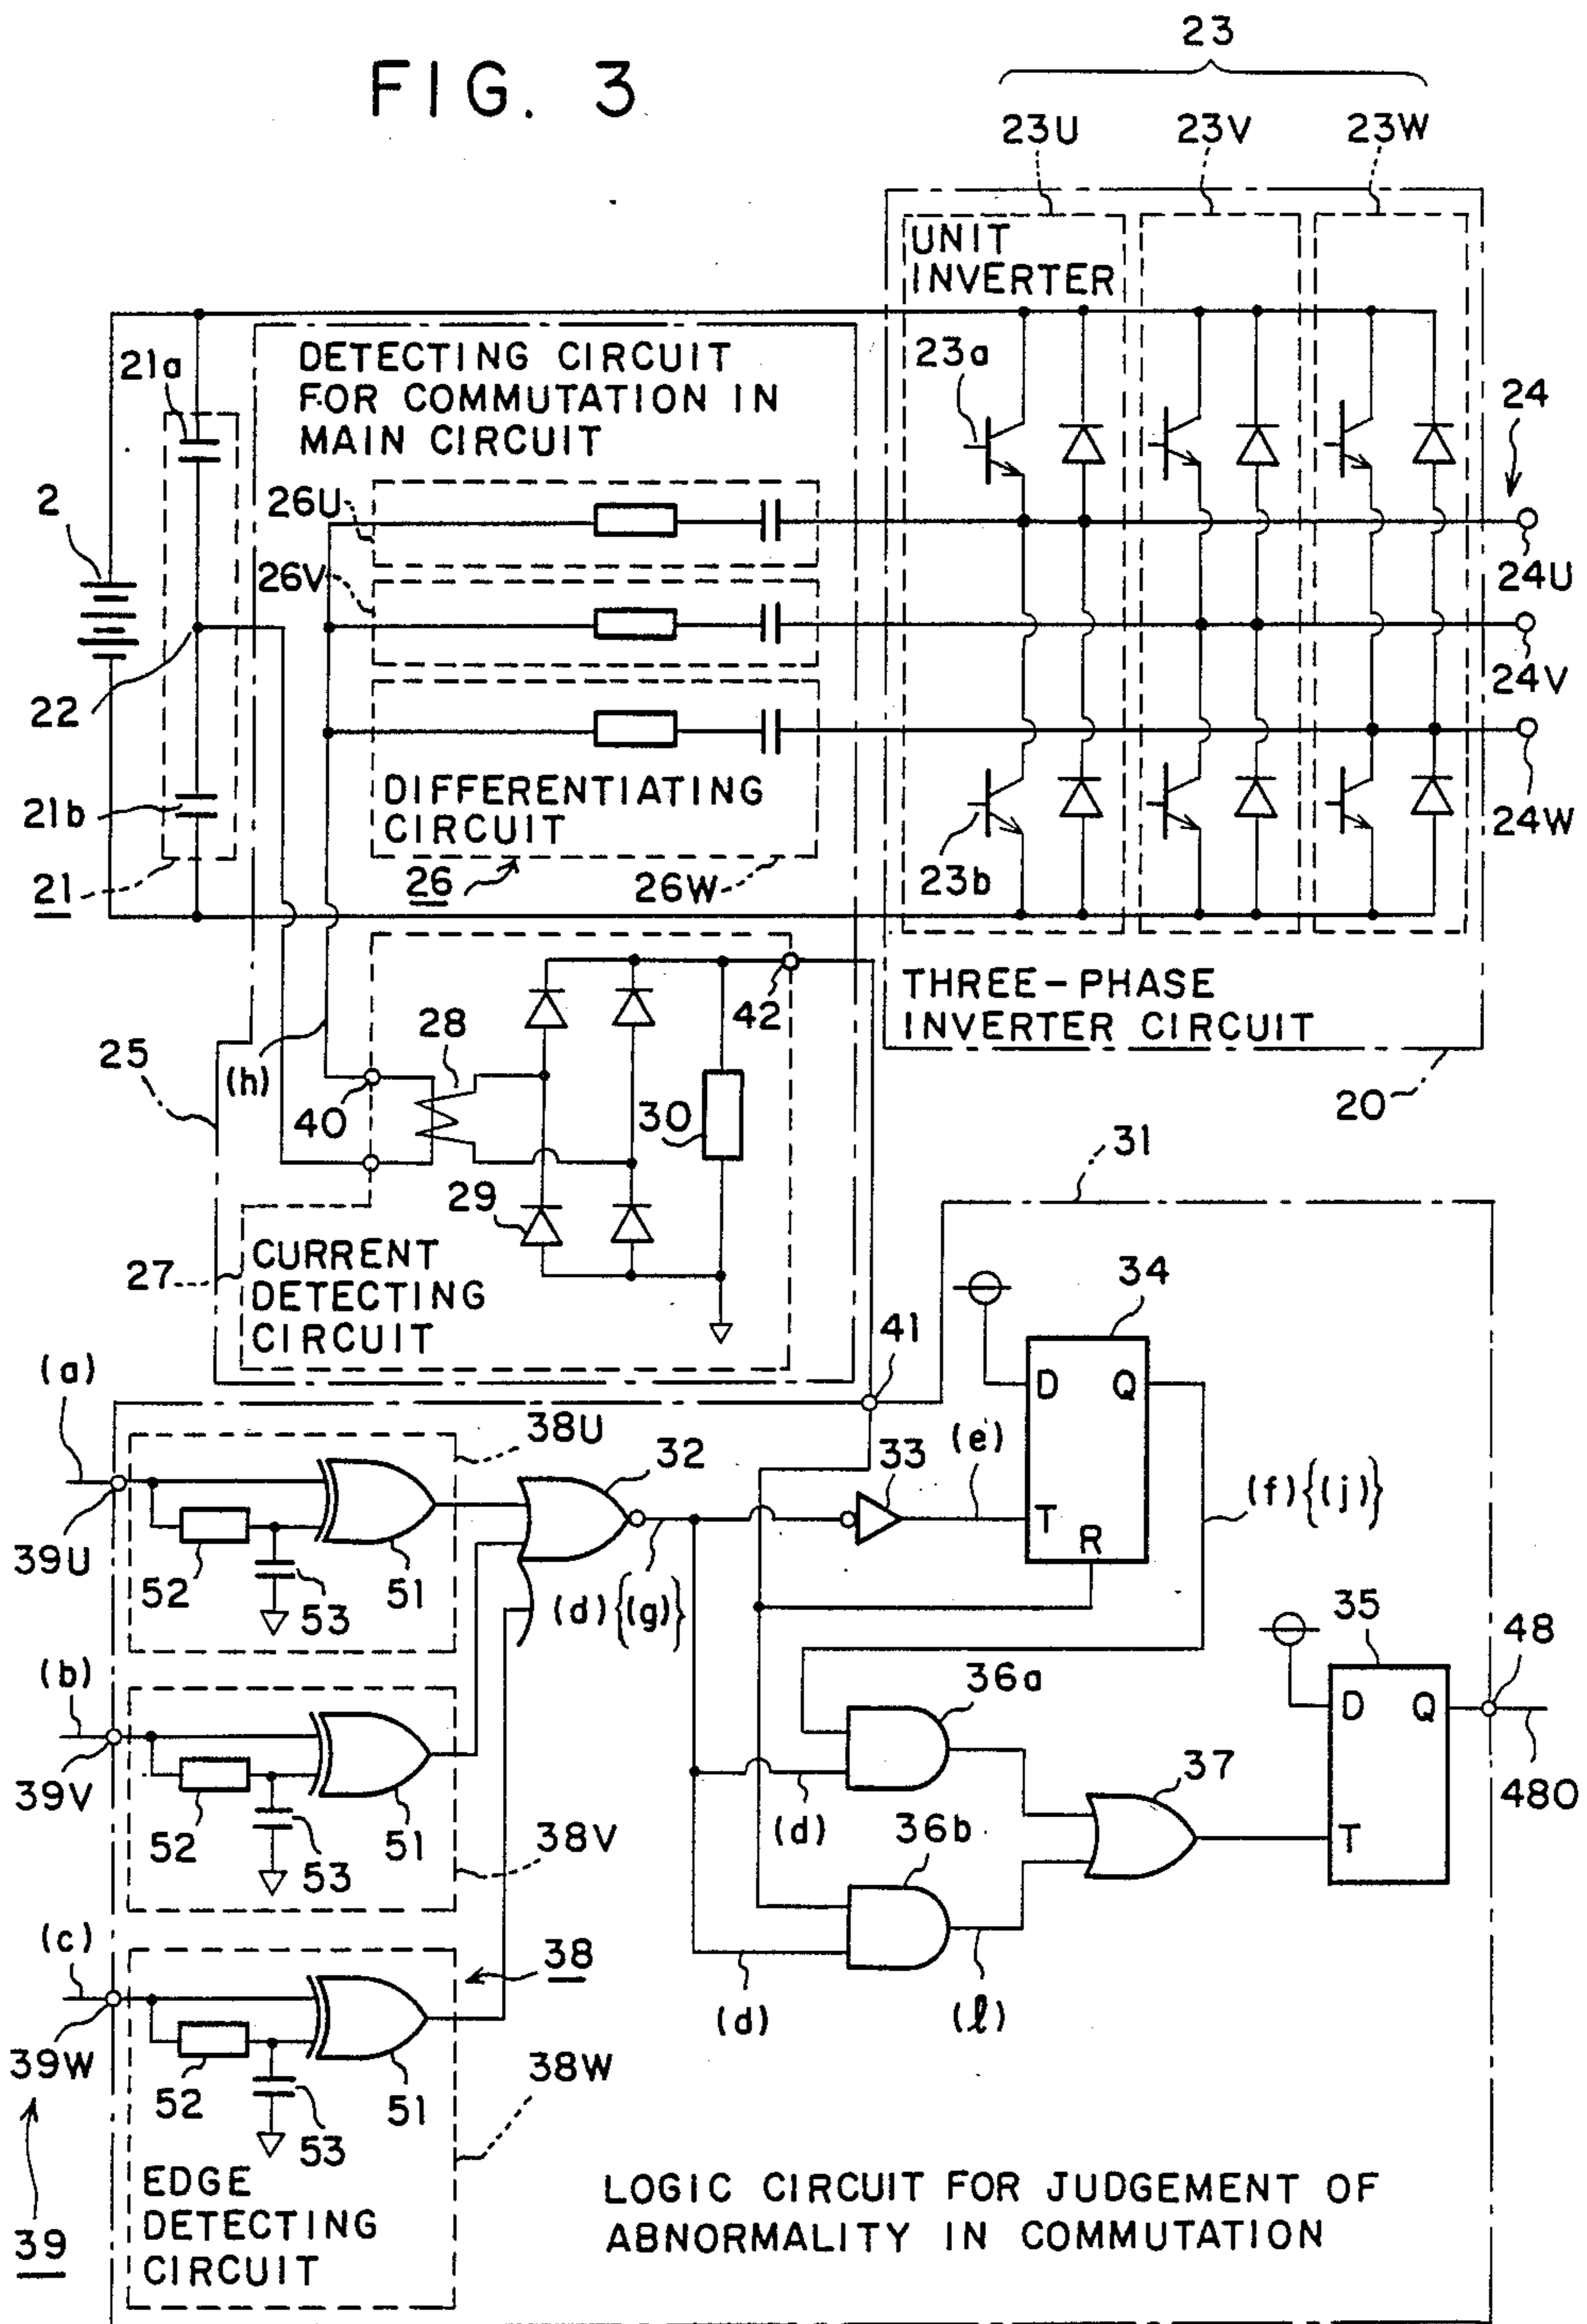 FIG. 3
23
23U 23V 23W
UNIT
INVERTER
21a
DETECTING CIRCUIT
FOR COMMUTATION IN
MAIN CIRCUIT
23a
24
2
26U
24U
26V
22
24V
21b
DIFFERENTIATING
CIRCUIT
24W
21
26
26W
23b
THREE-PHASE
INVERTER CIRCUIT
42
28
25
(h)
40
30
20
31
29
27
CURRENT
DETECTING
CIRCUIT
34
41
(a)
D Q
38U
32
33
(e)
(f){(j)}
T
R
39U
52
53
51
(d){(g)}
35
48
(b)
36a
D Q
37
39V
480
52
53
51
(d)
36b
38V
T
(c)
38
(d)
(l)
39W
52
53
51
38W
39
EDGE
DETECTING
CIRCUIT
LOGIC CIRCUIT FOR JUDGEMENT OF
ABNORMALITY IN COMMUTATION